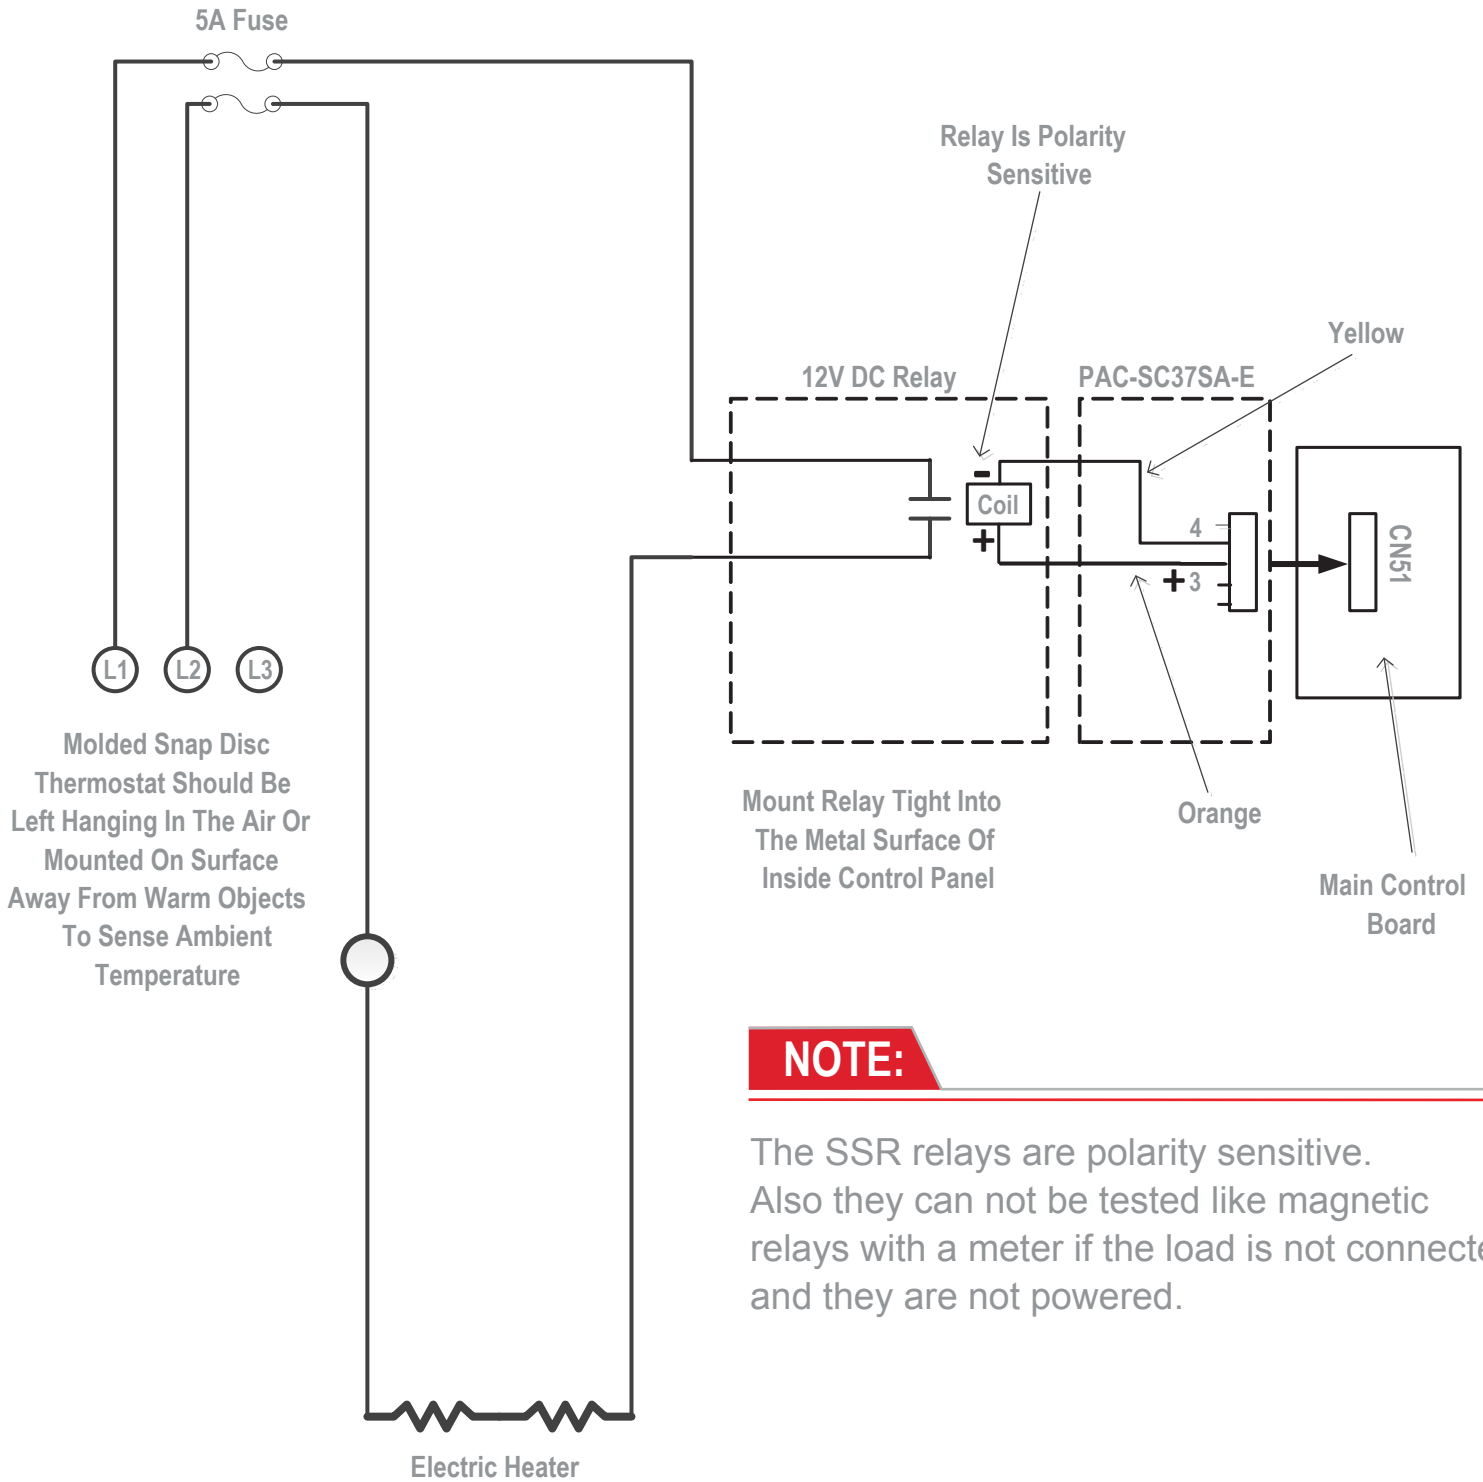 5A Fuse
Relay Is Polarity
Sensitive
Yellow
12V DC Relay
PAC-SC37SA-E
-
Coil
+
4
+ 3
CN51
L1
L2
L3
Molded Snap Disc
Thermostat Should Be
Left Hanging In The Air Or
Mounted On Surface
Away From Warm Objects
To Sense Ambient
Temperature
Mount Relay Tight Into
The Metal Surface Of
Inside Control Panel
Orange
Main Control
Board
NOTE:
The SSR relays are polarity sensitive.
Also they can not be tested like magnetic
relays with a meter if the load is not connecte
and they are not powered.
Electric Heater